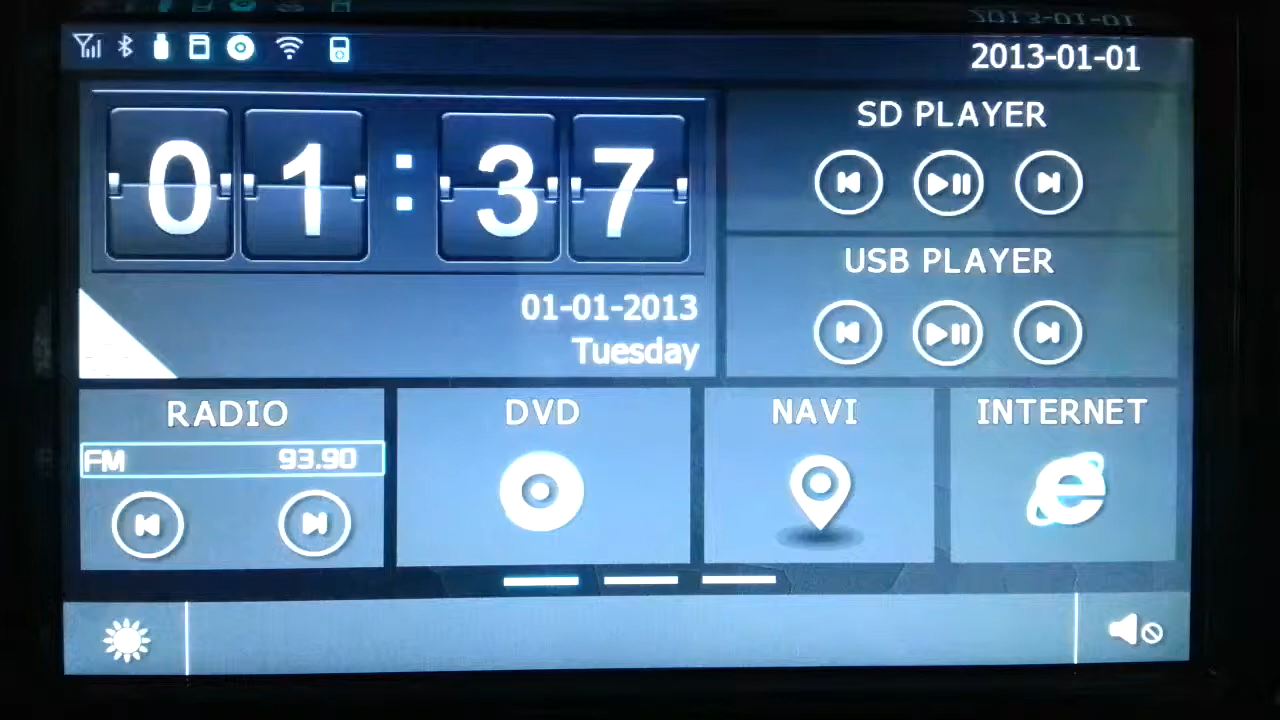 2013-01-01
01:37
01-01-2013
Tuesday
SD PLAYER
USB PLAYER
RADIO
FM 93.90
DVD
NAVI
INTERNET